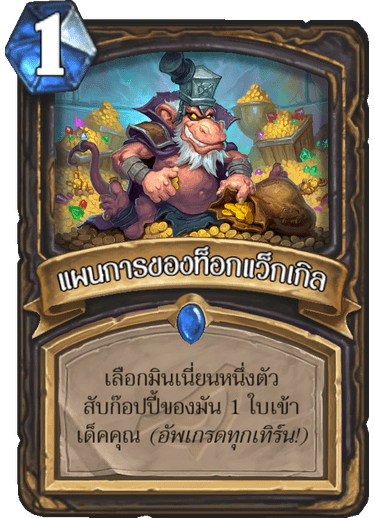 1
แผนการของท็อกแว็กเกิล
เลือกมินเนี่ยนหนึ่งตัว
สับก๊อปปี้ของมัน 1 ใบเข้า
เด็คคุณ (อัพเกรดทุกเทิร์น!)